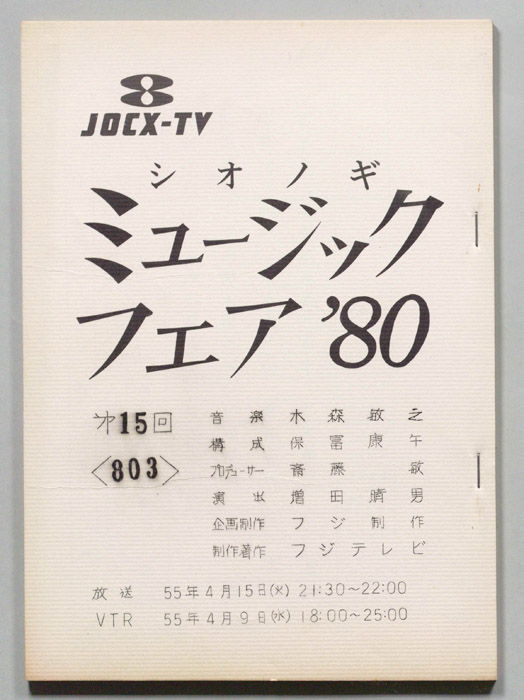 JOCX-TV
シオノギ
ミュージック
フェア'80
㐧15回
〈803〉
音楽 木森敏之
構成 保富康午
プロデューサー 斎藤敏
演出 増田晴男
企画制作 フジ制作
制作著作 フジテレビ
放送 55年4月15日(火) 21:30〜22:00
VTR 55年4月9日(水) 18:00〜25:00